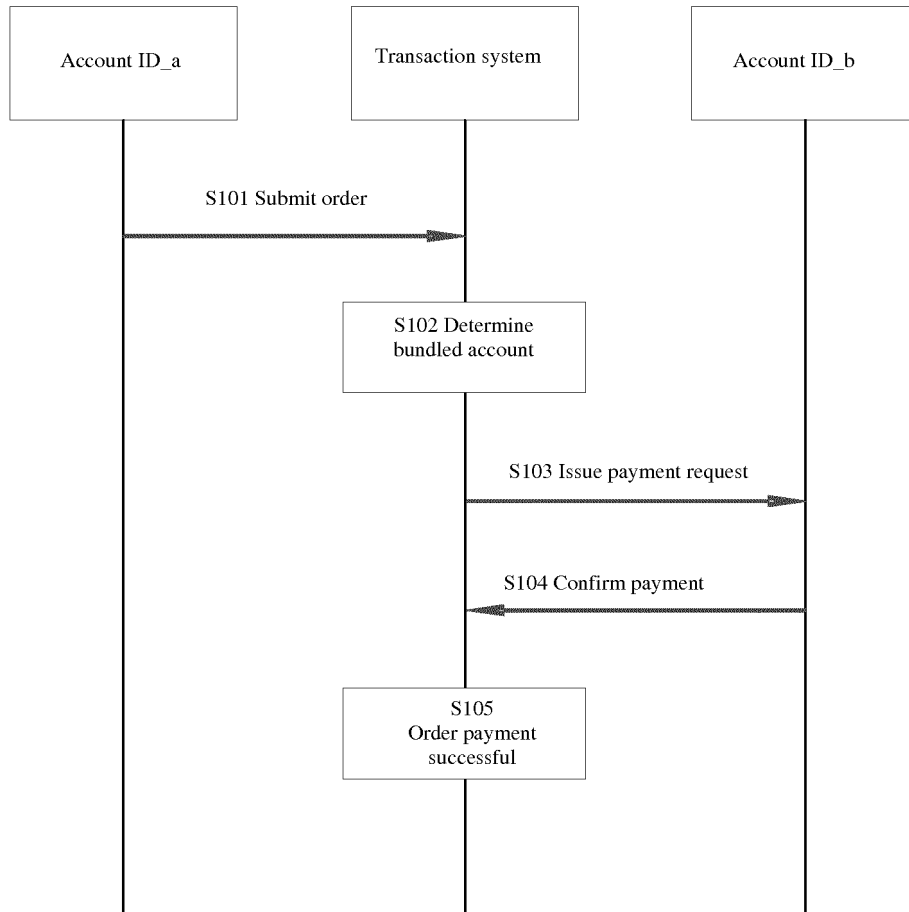 Account ID_a
Transaction system
Account ID_b
S101 Submit order
S102 Determine
bundled account
S103 Issue payment request
S104 Confirm payment
S105
Order payment
successful